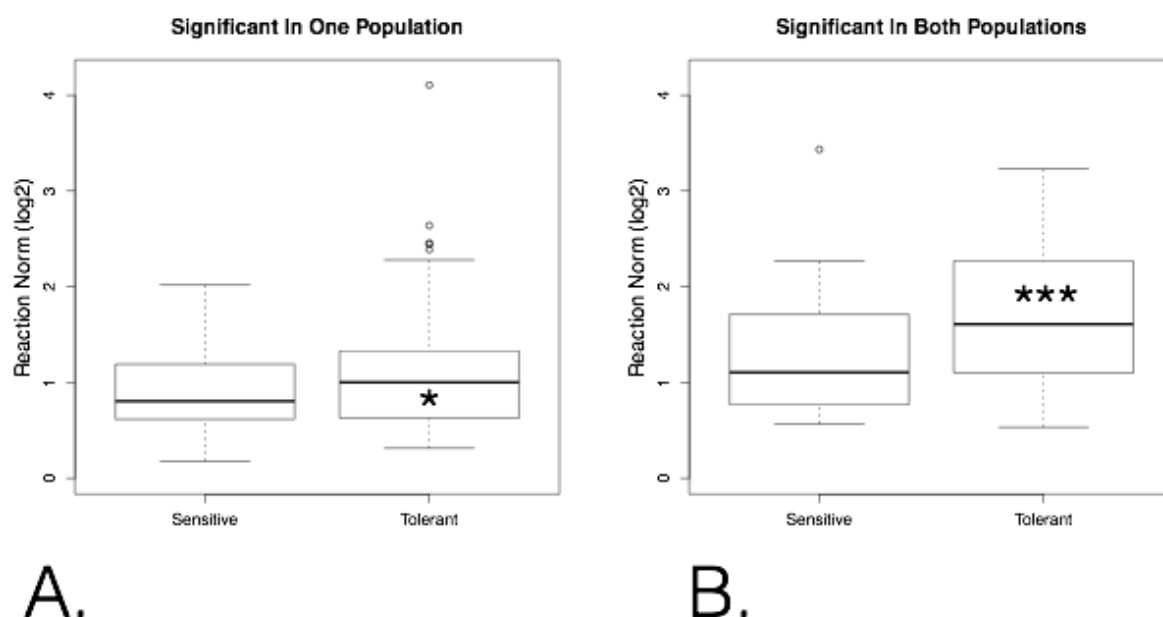 Significant In One Population
Reaction Norm (log2)
4
3
2
1
0
*
Sensitive Tolerant
A.
Significant In Both Populations
Reaction Norm (log2)
4
3
2
1
0
***
Sensitive Tolerant
B.